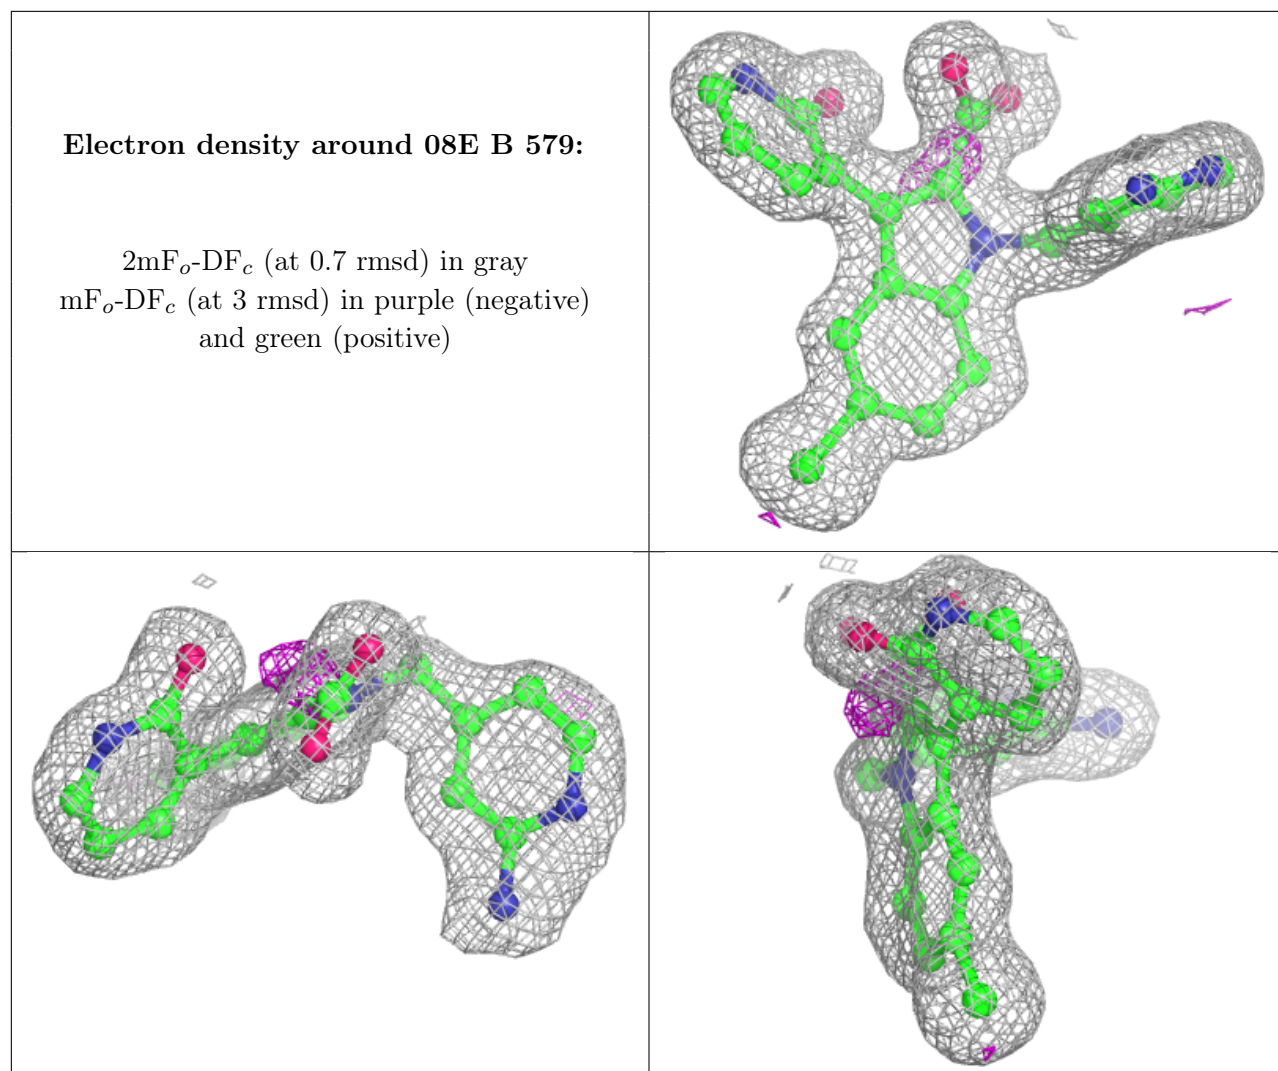 Electron density around 08E B 579:
2mFₒ-DF𝒸 (at 0.7 rmsd) in gray
mFₒ-DF𝒸 (at 3 rmsd) in purple (negative)
and green (positive)